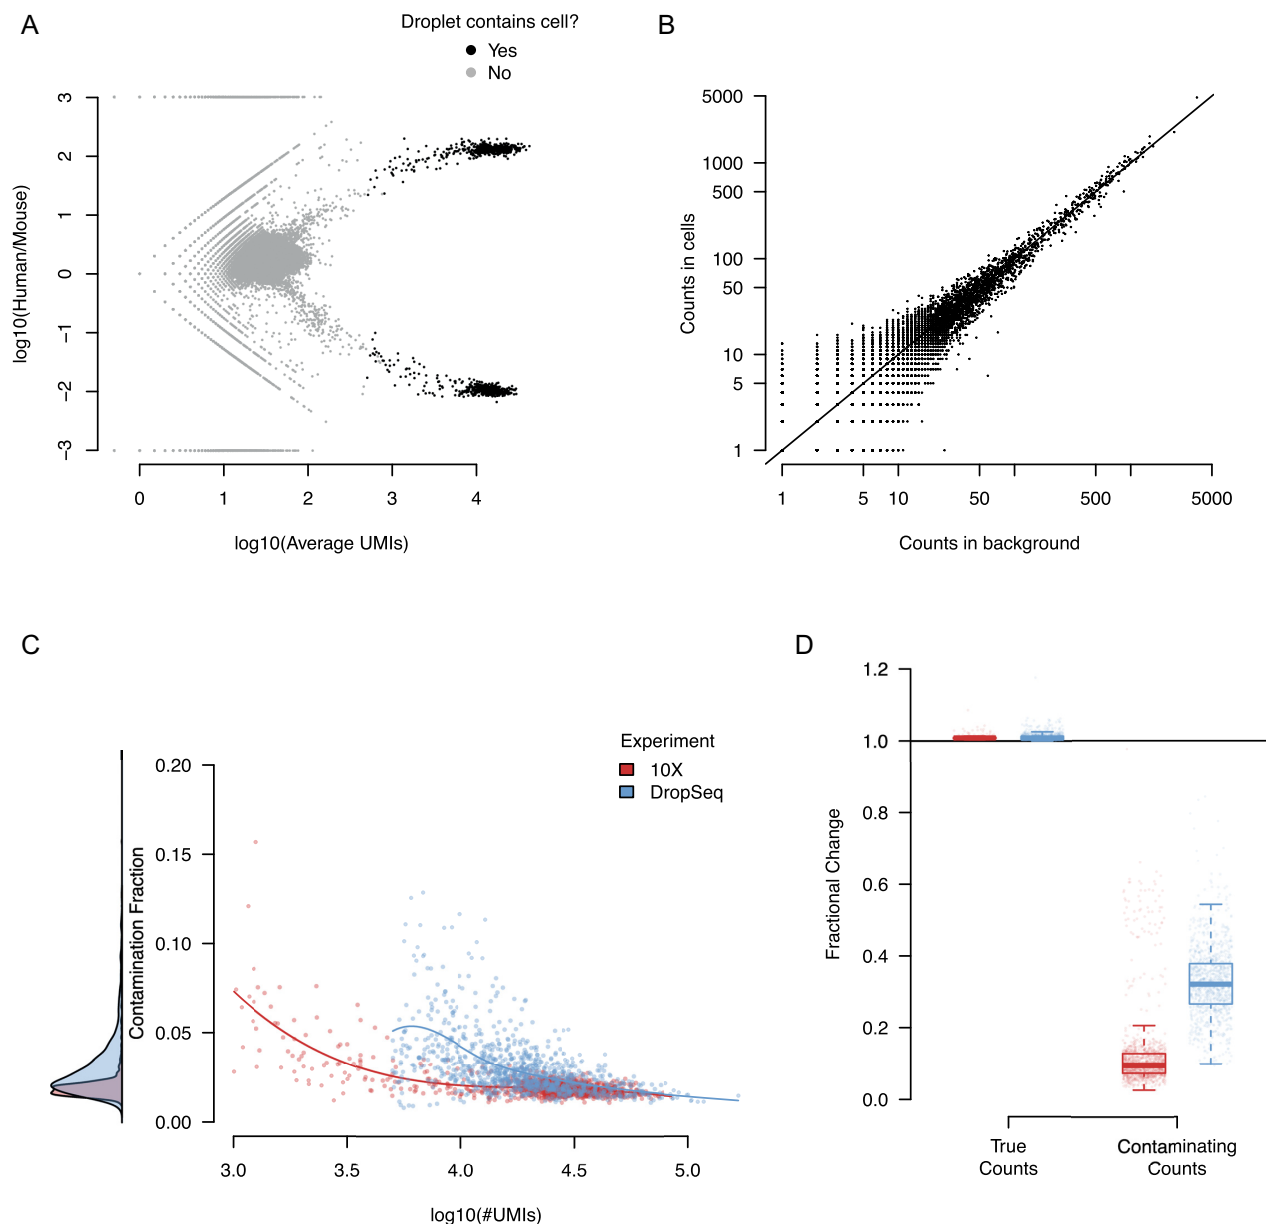 A
Droplet contains cell?
Yes
No
log10(Human/Mouse)
3
2
1
0
−1
−2
−3
0 1 2 3 4
log10(Average UMIs)
B
Counts in cells
5000
1000
500
100
50
10
5
1
1 5 10 50 500 5000
Counts in background
C
Experiment
10X
DropSeq
Contamination Fraction
0.20
0.15
0.10
0.05
0.00
3.0 3.5 4.0 4.5 5.0
log10(#UMIs)
D
Fractional Change
1.2
1.0
0.8
0.6
0.4
0.2
0.0
True
Counts
Contaminating
Counts